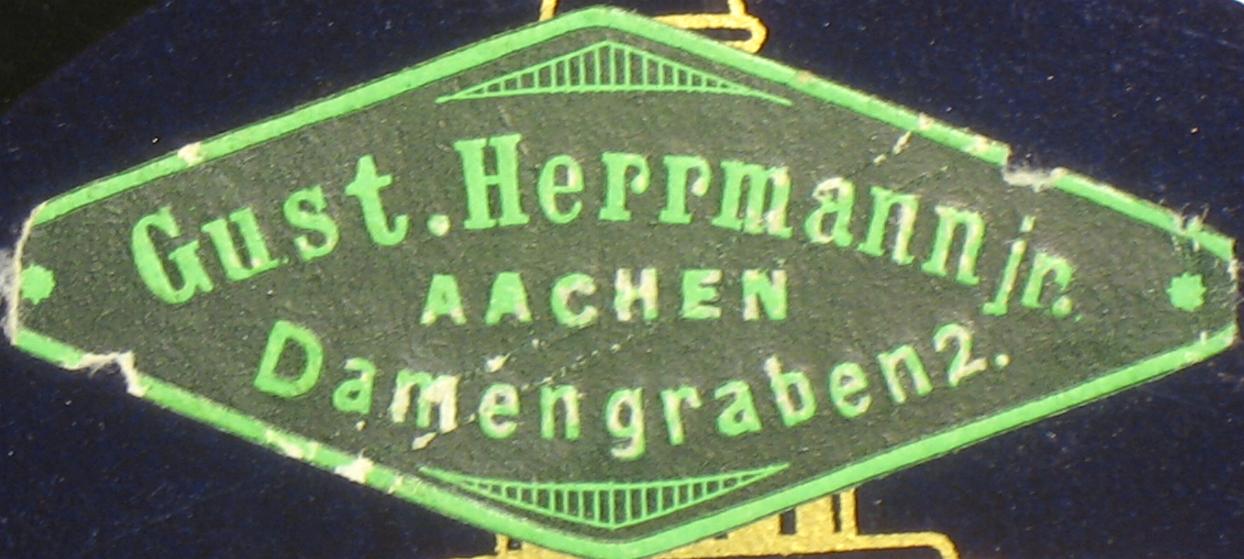 Gust. Herrmann jr.
AACHEN
Damengraben 2.